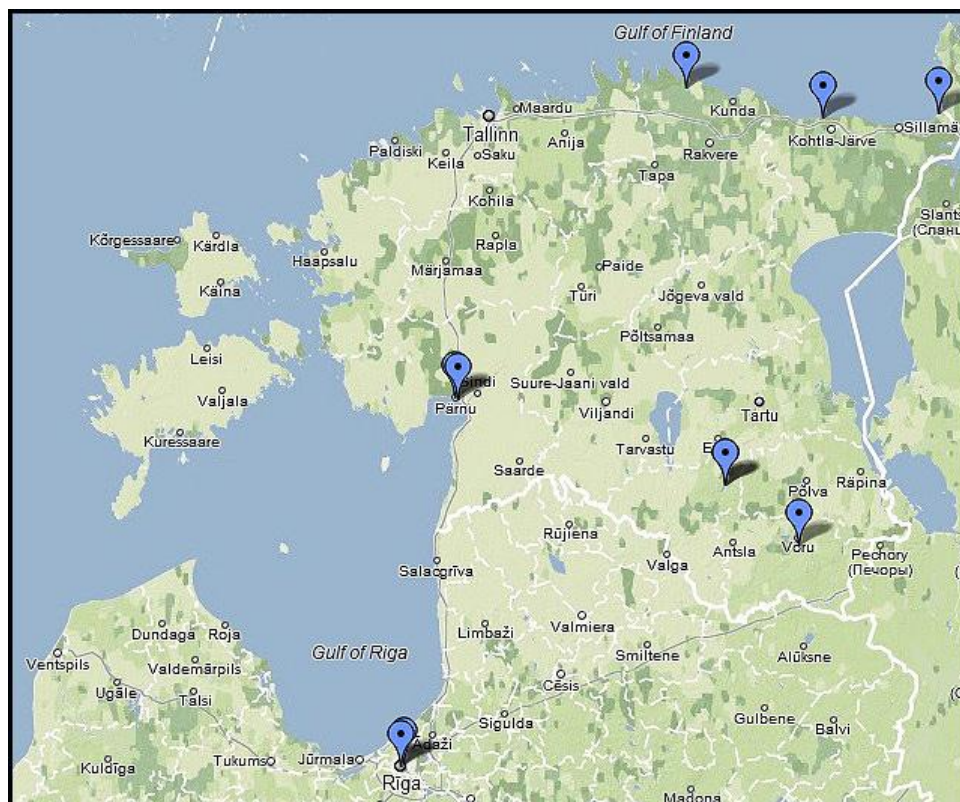 Gulf of Finland
Maardu
Kunda
Tallinn
Sillamä
Paldiski
Keila
Saku
Anija
Rakvere
Kohtla-Järve
Tapa
Kohila
Slants
(Сланц
Kõrgessaare
Kärdla
Rapla
Haapsalu
Märjamaa
Paide
Käina
Türi
Jõgeva vald
Põltsamaa
Leisi
Sindi
Suure-Jaani vald
Valjala
Pärnu
Viljandi
Tartu
Kuressaare
Tarvastu
Saarde
Põlva
Räpina
Rūjiena
Antsla
Võru
Pechory
(Печоры)
Salacgrīva
Valga
Dundaga
Roja
Limbaži
Valmiera
Gulf of Riga
Smiltene
Alūksne
Ventspils
Valdemārpils
Ugāle
Talsi
Cēsis
Sigulda
Gulbene
Balvi
Ādaži
Kuldīga
Tukums
Jūrmala
Rīga
Madona